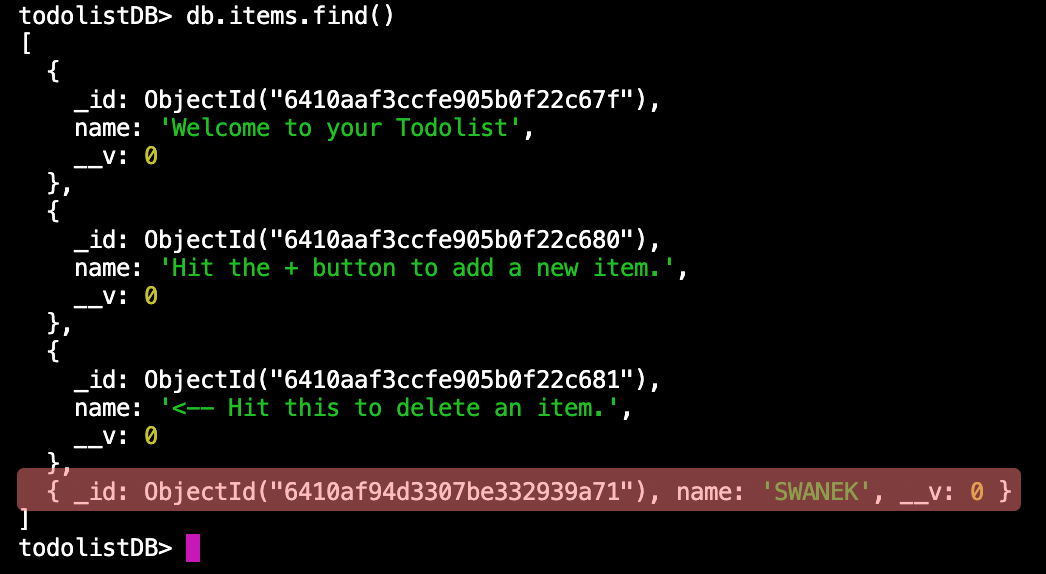 todolistDB> db.items.find()
[
  {
    _id: ObjectId("6410aaf3ccfe905b0f22c67f"),
    name: 'Welcome to your Todolist',
    __v: 0
  },
  {
    _id: ObjectId("6410aaf3ccfe905b0f22c680"),
    name: 'Hit the + button to add a new item.',
    __v: 0
  },
  {
    _id: ObjectId("6410aaf3ccfe905b0f22c681"),
    name: '<-- Hit this to delete an item.',
    __v: 0
  },
  { _id: ObjectId("6410af94d3307be332939a71"), name: 'SWANEK', __v: 0 }
]
todolistDB>